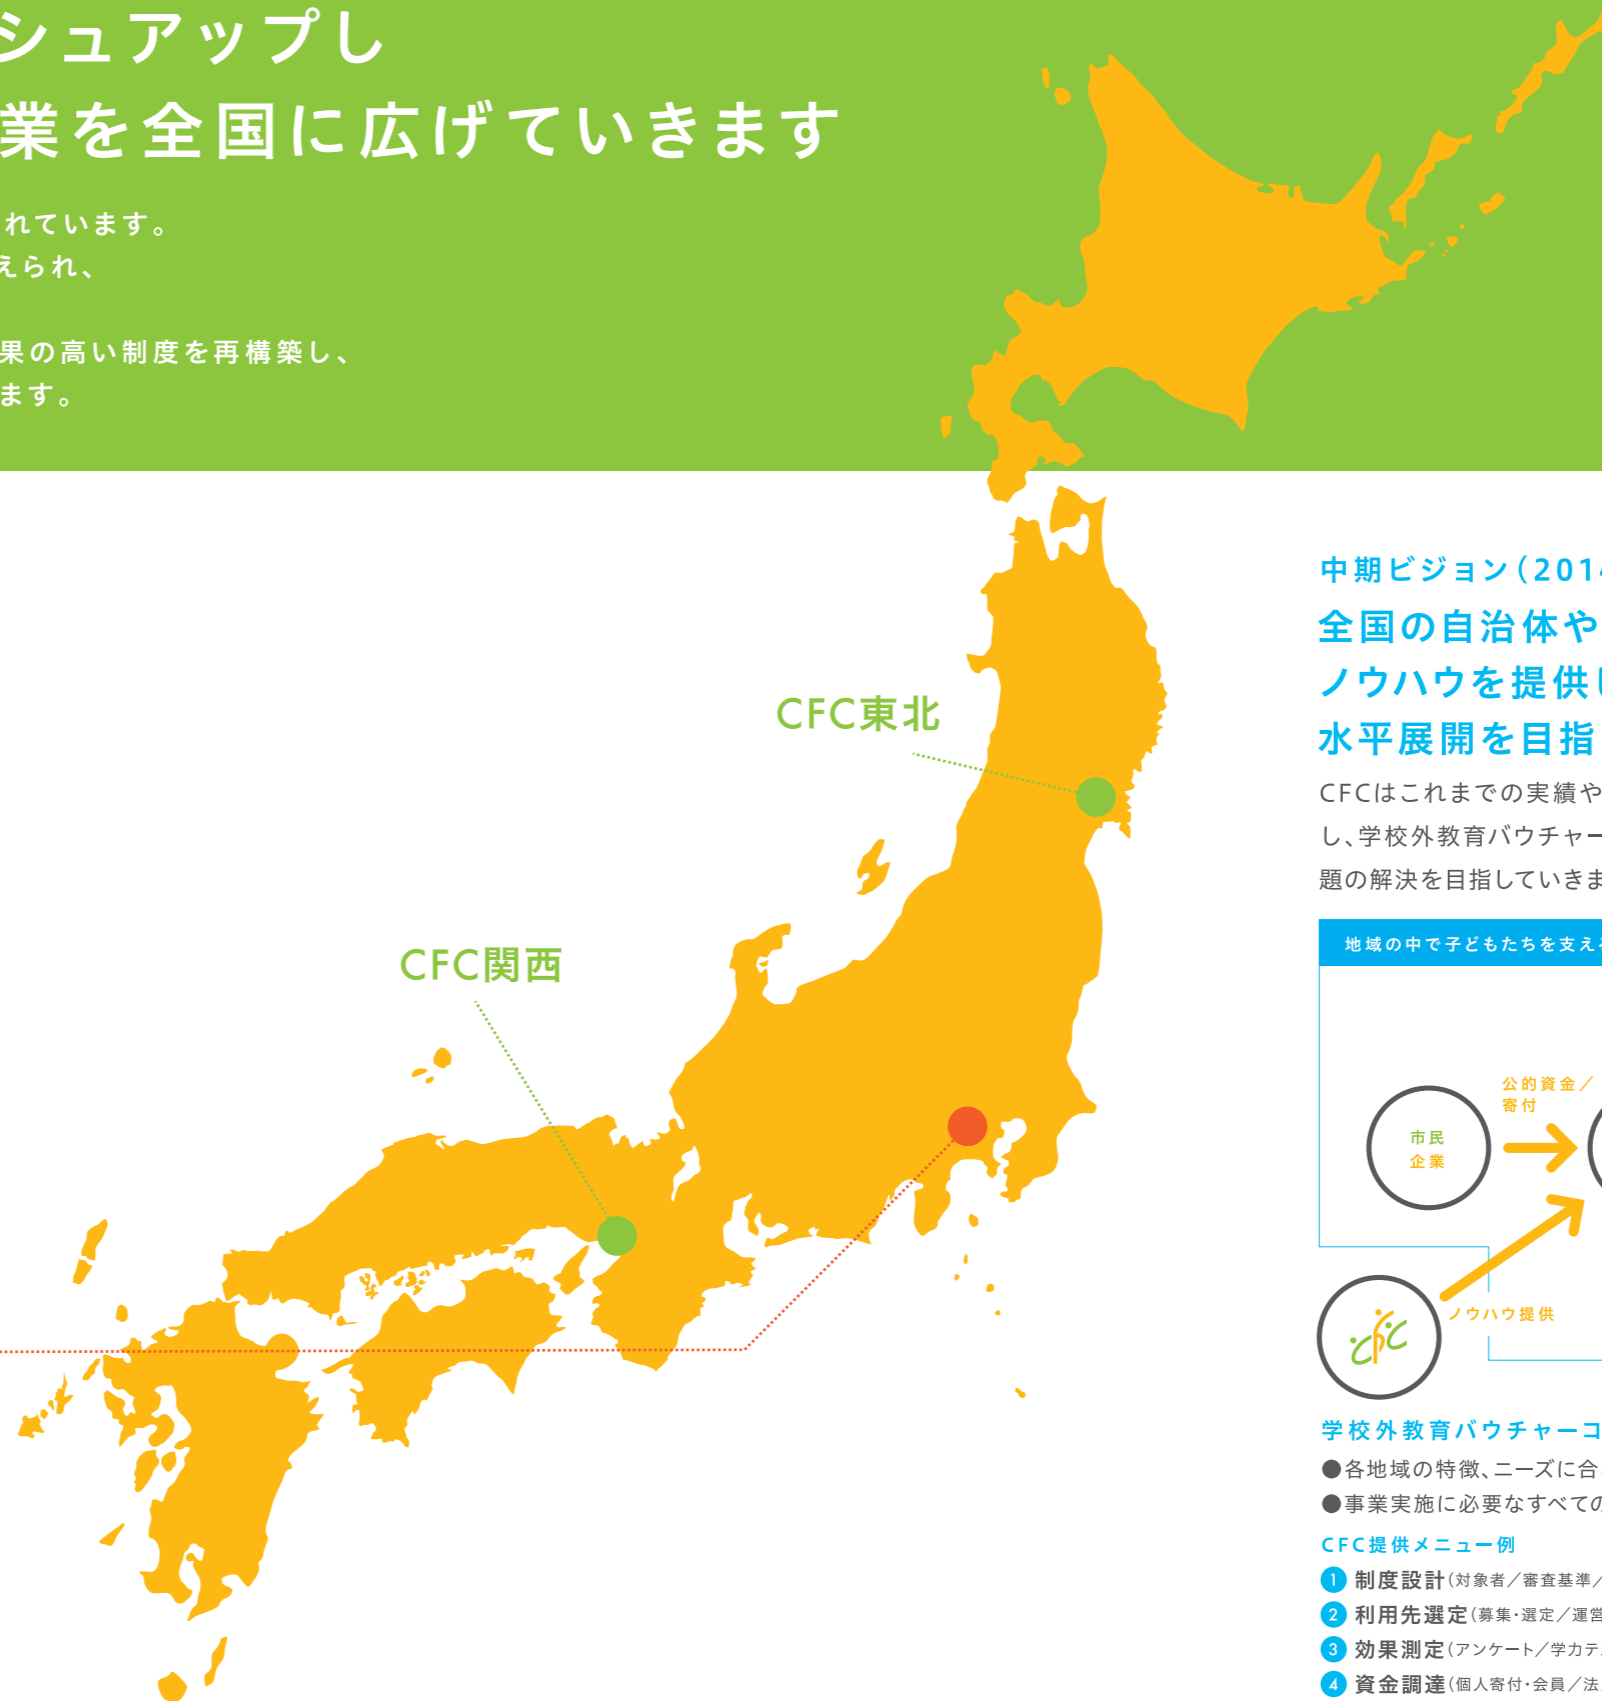 シュアップし
業を全国に広げていきます
れています。
えられ、
果の高い制度を再構築し、
ます。
CFC東北
CFC関西
中期ビジョン（2014
全国の自治体や
ノウハウを提供し
水平展開を目指
CFCはこれまでの実績や
し、学校外教育バウチャー
題の解決を目指していきま
地域の中で子どもたちを支える
公的資金／
寄付
市民
企業
ノウハウ提供
cfc
学校外教育バウチャーコ
●各地域の特徴、ニーズに合
●事業実施に必要なすべての
CFC提供メニュー例
1 制度設計（対象者／審査基準／
2 利用先選定（募集・選定／運営
3 効果測定（アンケート／学力テ
4 資金調達（個人寄付・会員／法